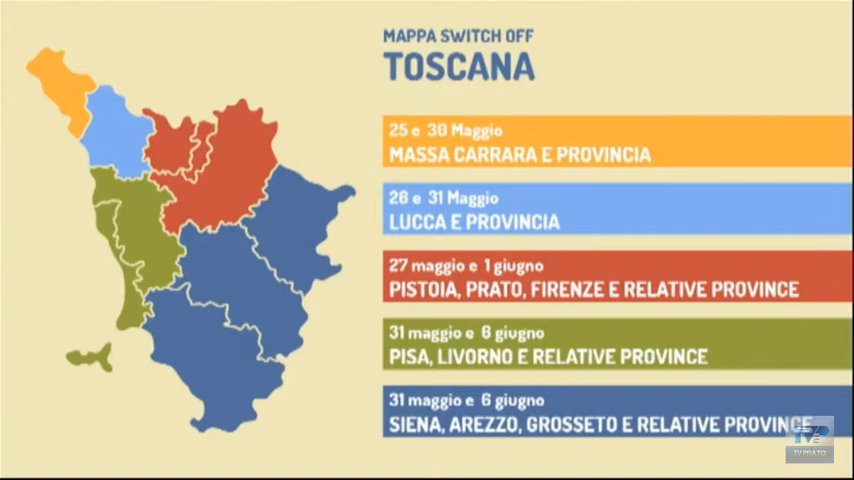 MAPPA SWITCH OFF
TOSCANA
25 e 30 Maggio
MASSA CARRARA E PROVINCIA
26 e 31 Maggio
LUCCA E PROVINCIA
27 maggio e 1 giugno
PISTOIA, PRATO, FIRENZE E RELATIVE PROVINCE
31 maggio e 6 giugno
PISA, LIVORNO E RELATIVE PROVINCE
31 maggio e 6 giugno
SIENA, AREZZO, GROSSETO E RELATIVE PROVINCE
TVP
TV PRATO